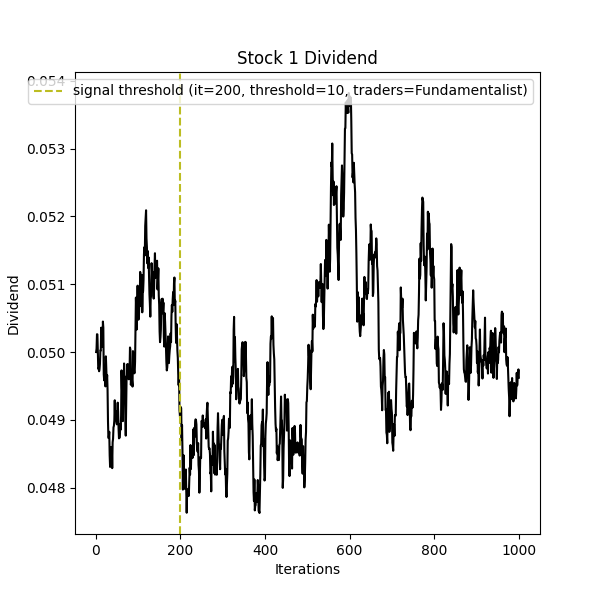 Stock 1 Dividend
signal threshold (it=200, threshold=10, traders=Fundamentalist)
0.054
0.053
0.052
0.051
0.050
0.049
0.048
Dividend
0 200 400 600 800 1000
Iterations